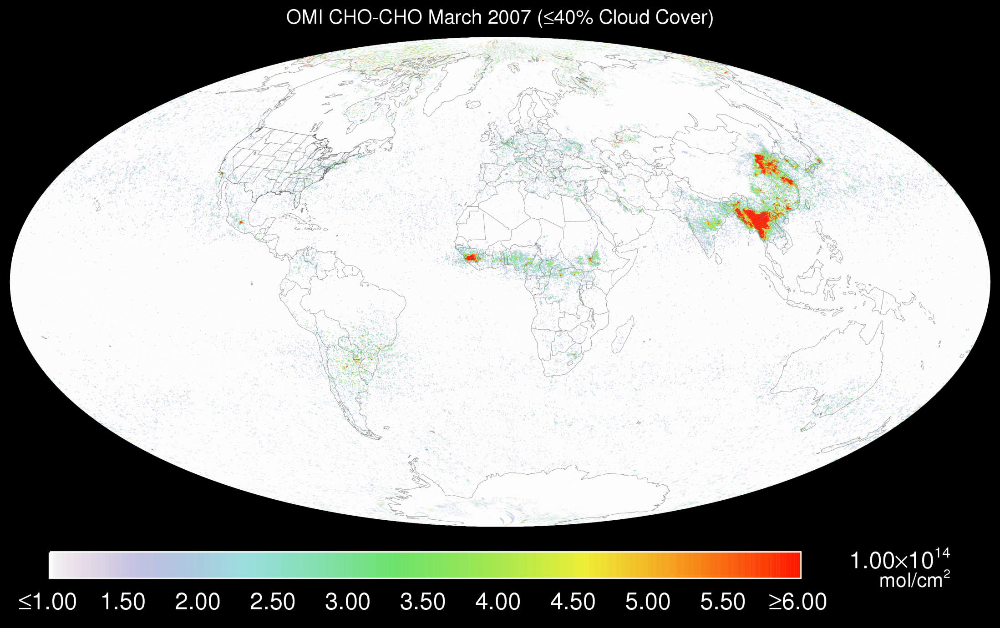 OMI CHO-CHO March 2007 (≤40% Cloud Cover)
1.00×10¹⁴
mol/cm²
≤1.00 1.50 2.00 2.50 3.00 3.50 4.00 4.50 5.00 5.50 ≥6.00